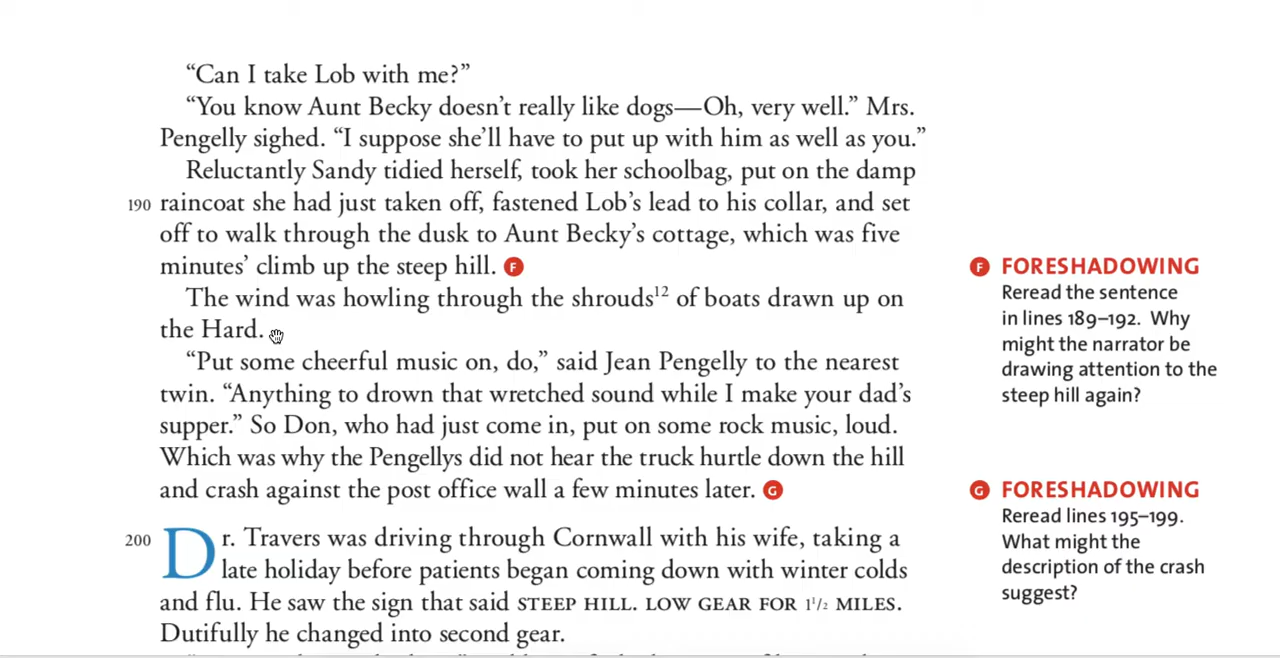 “Can I take Lob with me?”
“You know Aunt Becky doesn’t really like dogs—Oh, very well.” Mrs.
Pengelly sighed. “I suppose she’ll have to put up with him as well as you.”
Reluctantly Sandy tidied herself, took her schoolbag, put on the damp
190 raincoat she had just taken off, fastened Lob’s lead to his collar, and set
off to walk through the dusk to Aunt Becky’s cottage, which was five
minutes’ climb up the steep hill. F
The wind was howling through the shrouds¹² of boats drawn up on
the Hard.
“Put some cheerful music on, do,” said Jean Pengelly to the nearest
twin. “Anything to drown that wretched sound while I make your dad’s
supper.” So Don, who had just come in, put on some rock music, loud.
Which was why the Pengellys did not hear the truck hurtle down the hill
and crash against the post office wall a few minutes later. G
200 Dr. Travers was driving through Cornwall with his wife, taking a
late holiday before patients began coming down with winter colds
and flu. He saw the sign that said STEEP HILL. LOW GEAR FOR 1¹/₂ MILES.
Dutifully he changed into second gear.
F FORESHADOWING
Reread the sentence
in lines 189–192. Why
might the narrator be
drawing attention to the
steep hill again?
G FORESHADOWING
Reread lines 195–199.
What might the
description of the crash
suggest?